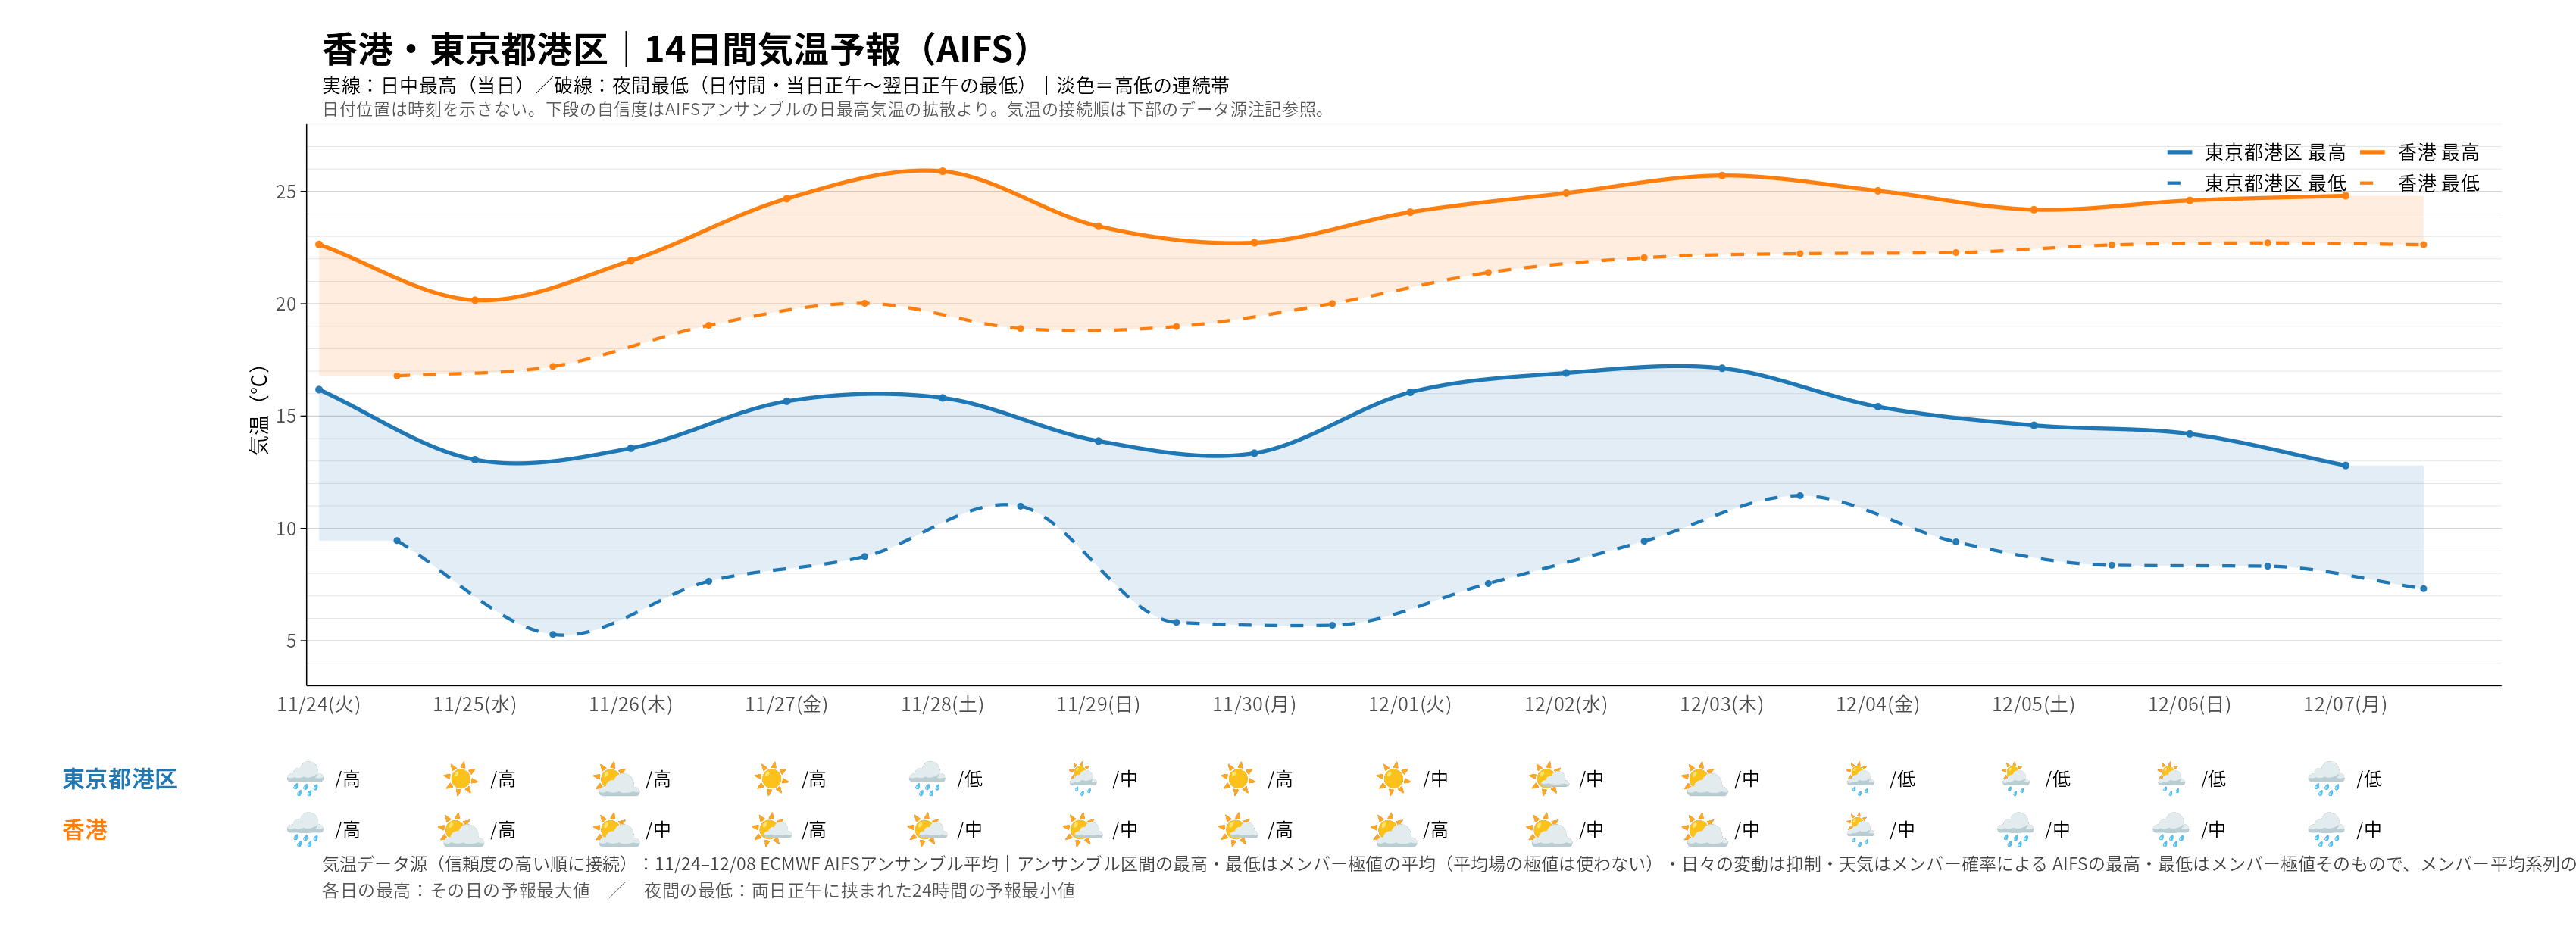 香港・東京都港区｜14日間気温予報（AIFS）
実線：日中最高（当日）／破線：夜間最低（日付間・当日正午～翌日正午の最低）｜淡色＝高低の連続帯
日付位置は時刻を示さない。下段の自信度はAIFSアンサンブルの日最高気温の拡散より。気温の接続順は下部のデータ源注記参照。
東京都港区 最高 香港 最高
東京都港区 最低 香港 最低
気温（°C）
25
20
15
10
5
11/24(火) 11/25(水) 11/26(木) 11/27(金) 11/28(土) 11/29(日) 11/30(月) 12/01(火) 12/02(水) 12/03(木) 12/04(金) 12/05(土) 12/06(日) 12/07(月)
東京都港区 /高 /高 /高 /高 /低 /中 /高 /中 /中 /中 /低 /低 /低 /低
香港 /高 /高 /中 /高 /中 /中 /高 /高 /中 /中 /中 /中 /中 /中
気温データ源（信頼度の高い順に接続）：11/24–12/08 ECMWF AIFSアンサンブル平均｜アンサンブル区間の最高・最低はメンバー極値の平均（平均場の極値は使わない）・日々の変動は抑制・天気はメンバー確率による AIFSの最高・最低はメンバー極値そのもので、メンバー平均系列の
各日の最高：その日の予報最大値　／　夜間の最低：両日正午に挟まれた24時間の予報最小値